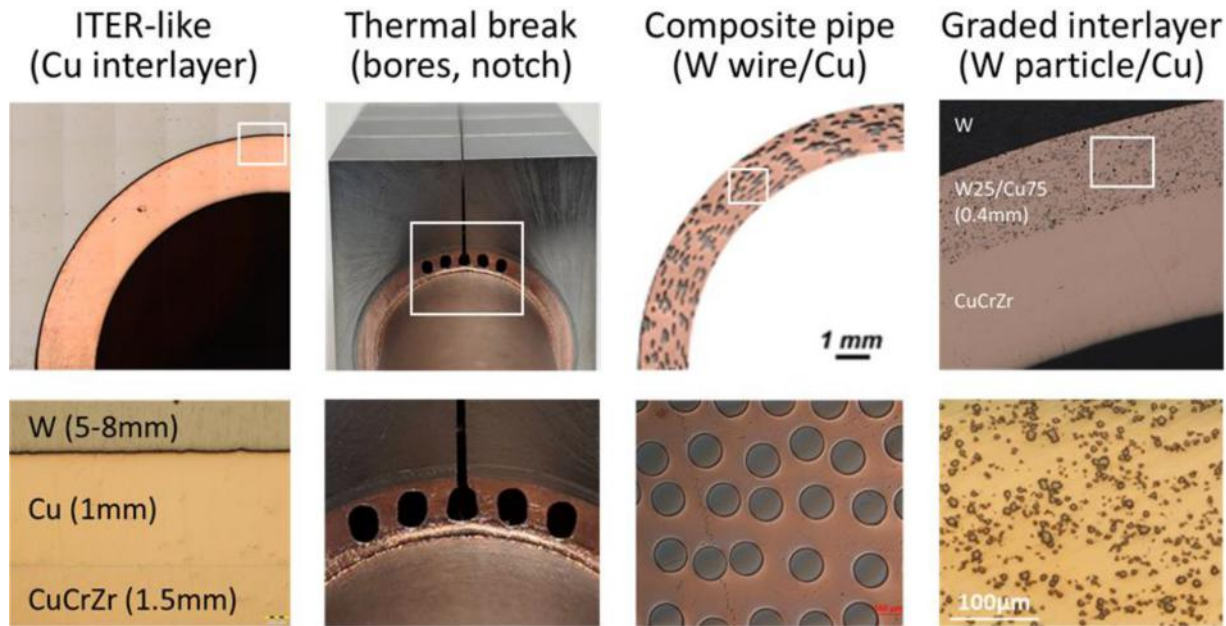 ITER-like
(Cu interlayer)
Thermal break
(bores, notch)
Composite pipe
(W wire/Cu)
Graded interlayer
(W particle/Cu)
1 mm
W
W25/Cu75
(0.4mm)
CuCrZr
W (5-8mm)
Cu (1mm)
CuCrZr (1.5mm)
100μm